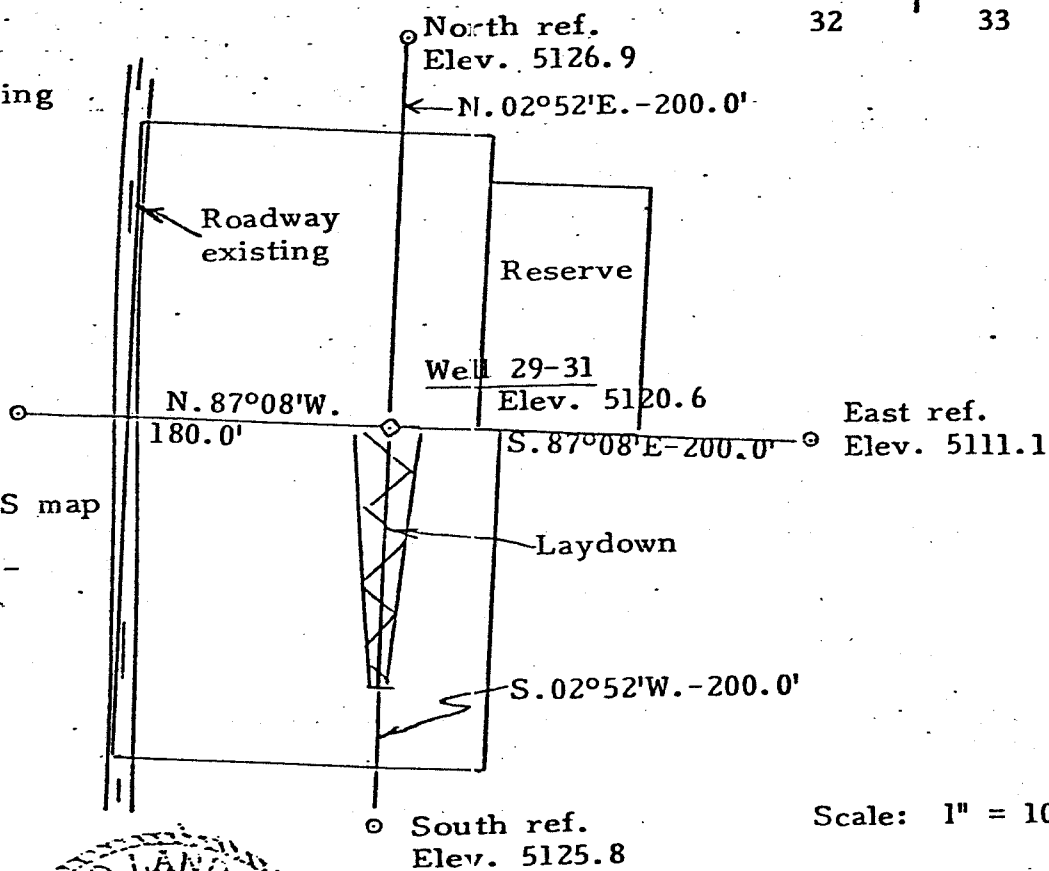 32 33
North ref.
Elev. 5126.9
ing
N. 02°52'E.-200.0'
Roadway
existing
Reserve
Well 29-31
Elev. 5120.6
N. 87°08'W.
180.0'
S. 87°08'E-200.0'
East ref.
Elev. 5111.1
S map
Laydown
S. 02°52'W.-200.0'
South ref.
Elev. 5125.8
Scale: 1" = 10
LAND